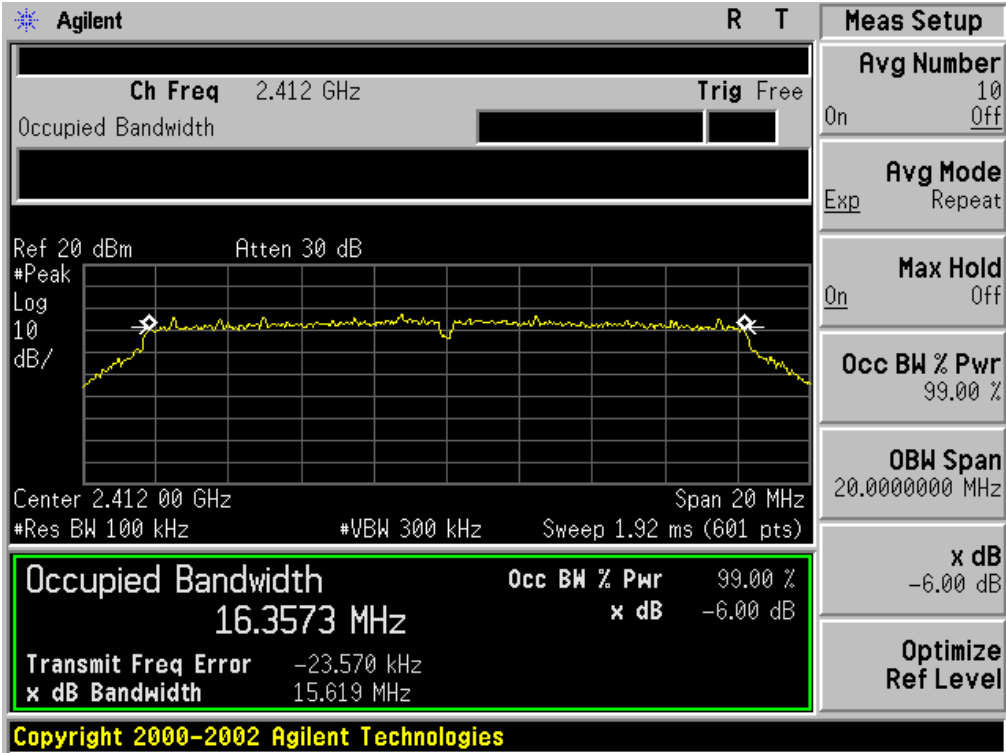 Agilent R T
Ch Freq 2.412 GHz Trig Free
Occupied Bandwidth
Ref 20 dBm Atten 30 dB
#Peak
Log
10
dB/
Center 2.412 00 GHz Span 20 MHz
#Res BW 100 kHz #VBW 300 kHz Sweep 1.92 ms (601 pts)
Occupied Bandwidth
16.3573 MHz
Occ BW % Pwr 99.00 %
x dB -6.00 dB
Transmit Freq Error -23.570 kHz
x dB Bandwidth 15.619 MHz
Copyright 2000-2002 Agilent Technologies
Meas Setup
Avg Number
10
On Off
Avg Mode
Exp Repeat
Max Hold
On Off
Occ BW % Pwr
99.00 %
OBW Span
20.0000000 MHz
x dB
-6.00 dB
Optimize
Ref Level